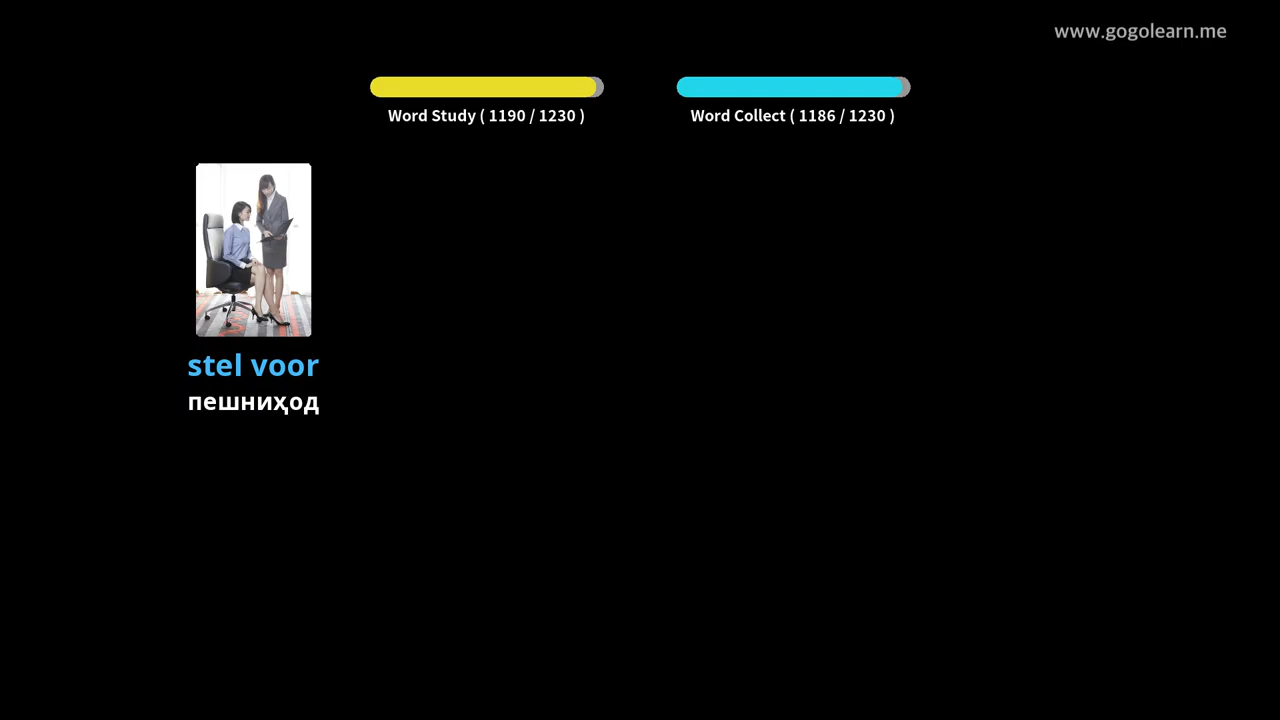 www.gogolearn.me
Word Study ( 1190 / 1230 )
Word Collect ( 1186 / 1230 )
stel voor
пешниҳод